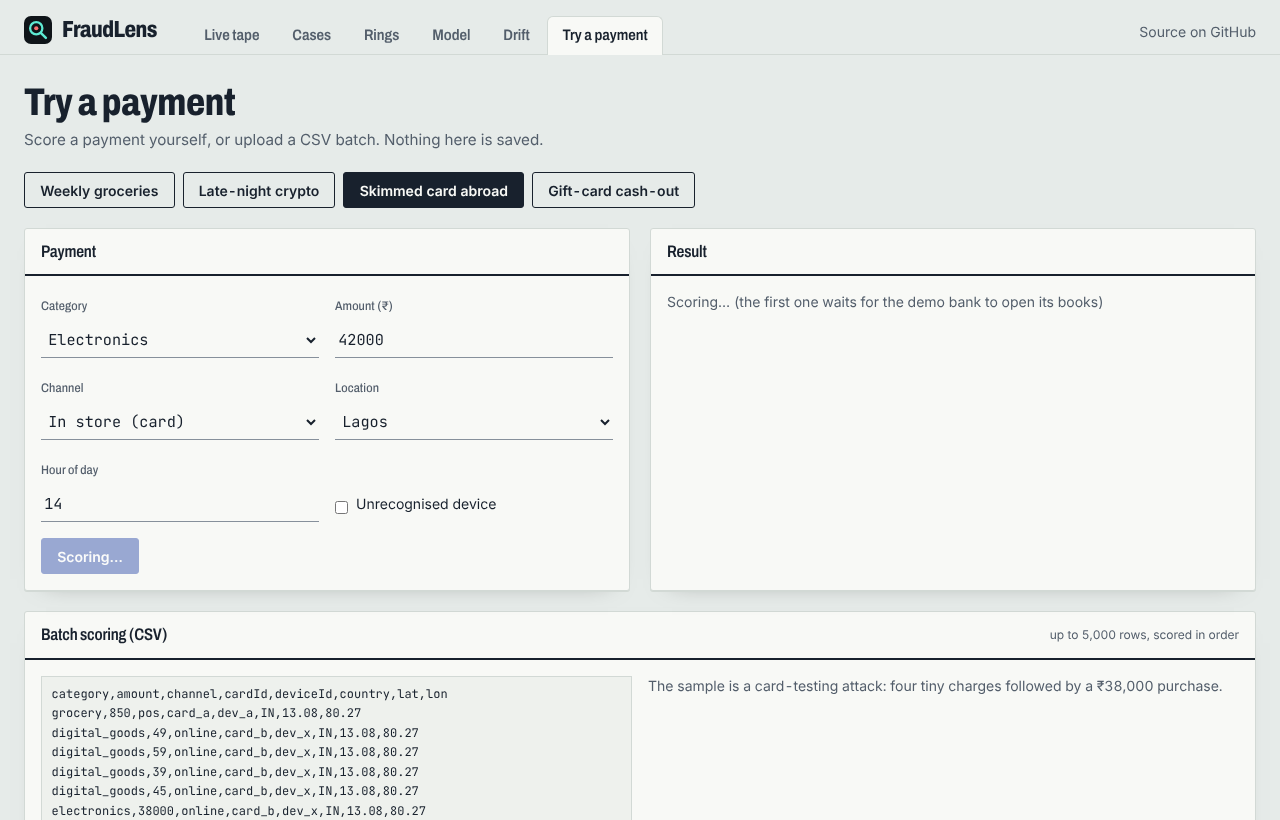 FraudLens
Live tape
Cases
Rings
Model
Drift
Try a payment
Source on GitHub
Try a payment
Score a payment yourself, or upload a CSV batch. Nothing here is saved.
Weekly groceries
Late-night crypto
Skimmed card abroad
Gift-card cash-out
Payment
Category
Amount (₹)
Electronics
42000
Channel
Location
In store (card)
Lagos
Hour of day
14
Unrecognised device
Scoring…
Result
Scoring… (the first one waits for the demo bank to open its books)
Batch scoring (CSV)
up to 5,000 rows, scored in order
category,amount,channel,cardId,deviceId,country,lat,lon
grocery,850,pos,card_a,dev_a,IN,13.08,80.27
digital_goods,49,online,card_b,dev_x,IN,13.08,80.27
digital_goods,59,online,card_b,dev_x,IN,13.08,80.27
digital_goods,39,online,card_b,dev_x,IN,13.08,80.27
digital_goods,45,online,card_b,dev_x,IN,13.08,80.27
electronics,38000,online,card_b,dev_x,IN,13.08,80.27
The sample is a card-testing attack: four tiny charges followed by a ₹38,000 purchase.